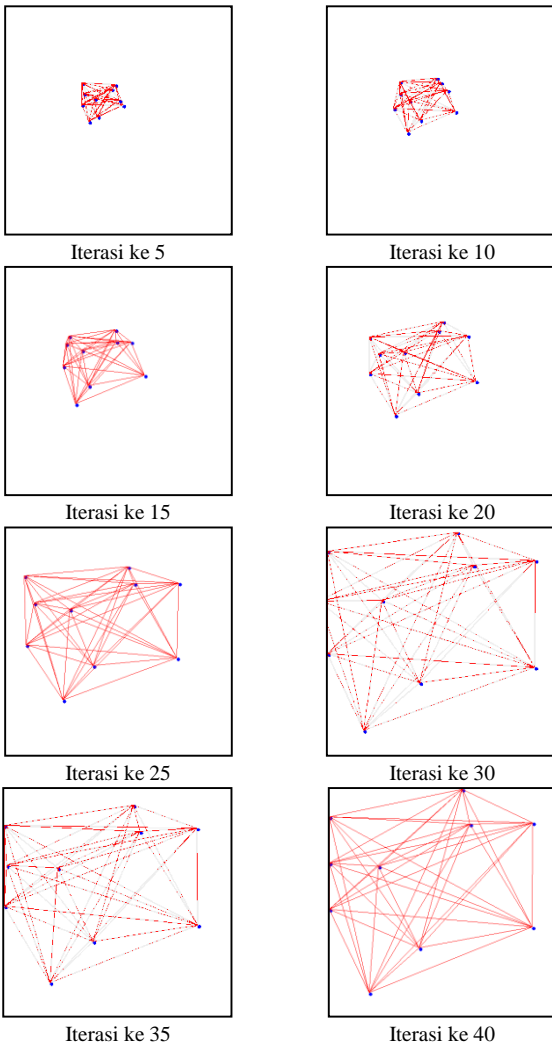 Iterasi ke 5
Iterasi ke 10
Iterasi ke 15
Iterasi ke 20
Iterasi ke 25
Iterasi ke 30
Iterasi ke 35
Iterasi ke 40